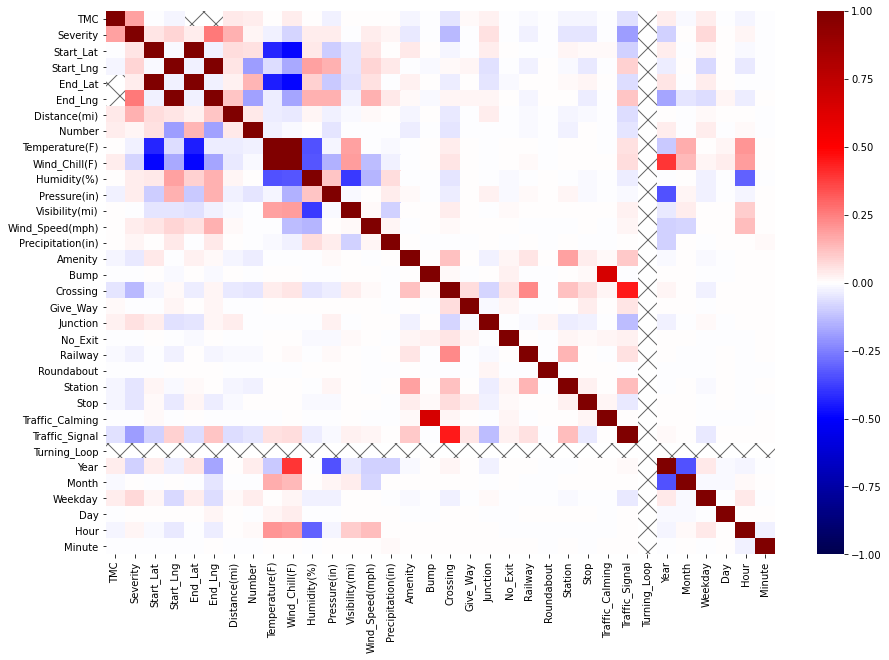 TMC
Severity
Start_Lat
Start_Lng
End_Lat
End_Lng
Distance(mi)
Number
Temperature(F)
Wind_Chill(F)
Humidity(%)
Pressure(in)
Visibility(mi)
Wind_Speed(mph)
Precipitation(in)
Amenity
Bump
Crossing
Give_Way
Junction
No_Exit
Railway
Roundabout
Station
Stop
Traffic_Calming
Traffic_Signal
Turning_Loop
Year
Month
Weekday
Day
Hour
Minute
TMC
Severity
Start_Lat
Start_Lng
End_Lat
End_Lng
Distance(mi)
Number
Temperature(F)
Wind_Chill(F)
Humidity(%)
Pressure(in)
Visibility(mi)
Wind_Speed(mph)
Precipitation(in)
Amenity
Bump
Crossing
Give_Way
Junction
No_Exit
Railway
Roundabout
Station
Stop
Traffic_Calming
Traffic_Signal
Turning_Loop
Year
Month
Weekday
Day
Hour
Minute
1.00
0.75
0.50
0.25
0.00
−0.25
−0.50
−0.75
−1.00